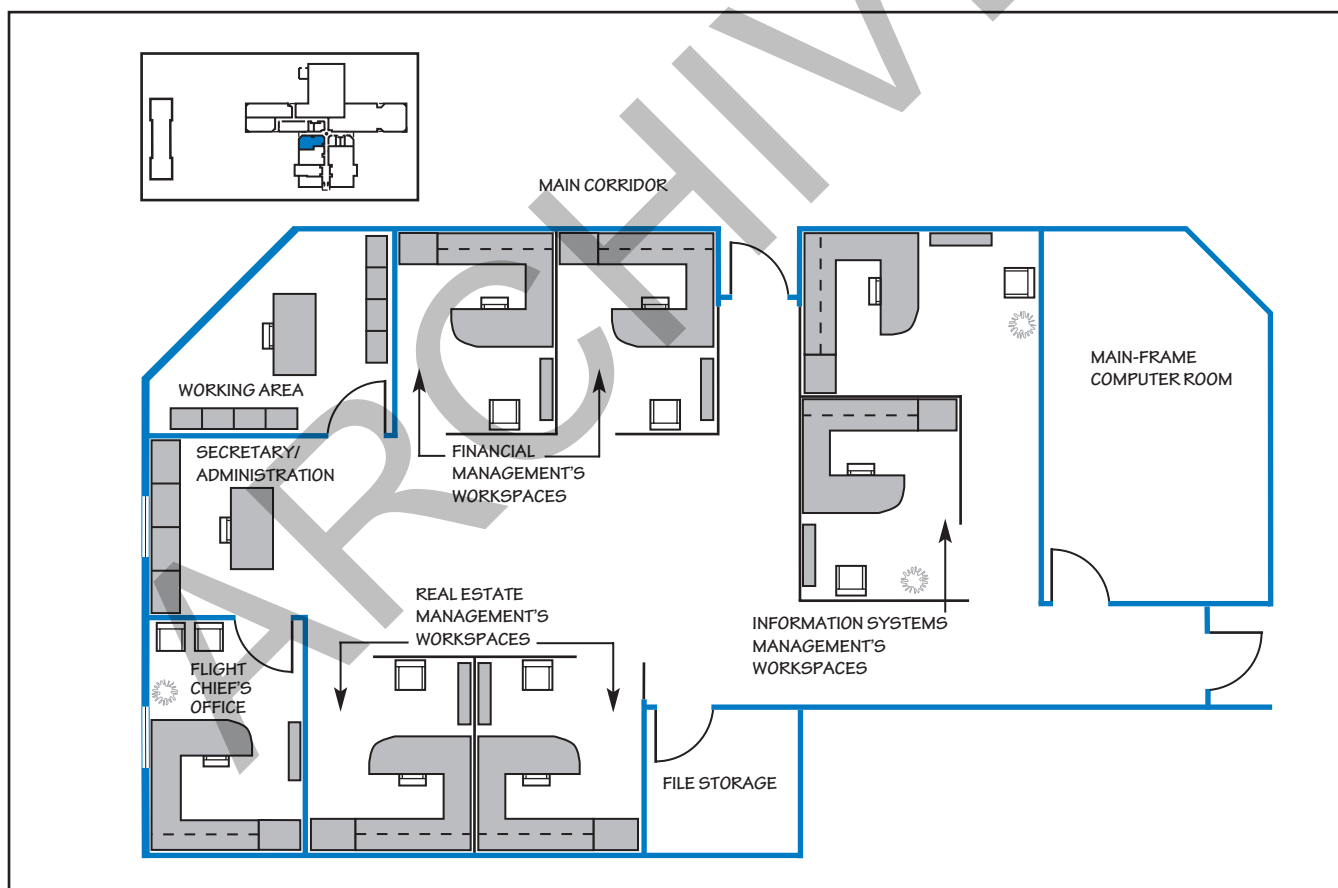 ARCHIV
MAIN CORRIDOR
WORKING AREA
MAIN-FRAME
COMPUTER ROOM
SECRETARY/
ADMINISTRATION
FINANCIAL
MANAGEMENT'S
WORKSPACES
REAL ESTATE
MANAGEMENT'S
WORKSPACES
INFORMATION SYSTEMS
MANAGEMENT'S
WORKSPACES
FLIGHT
CHIEF'S
OFFICE
FILE STORAGE